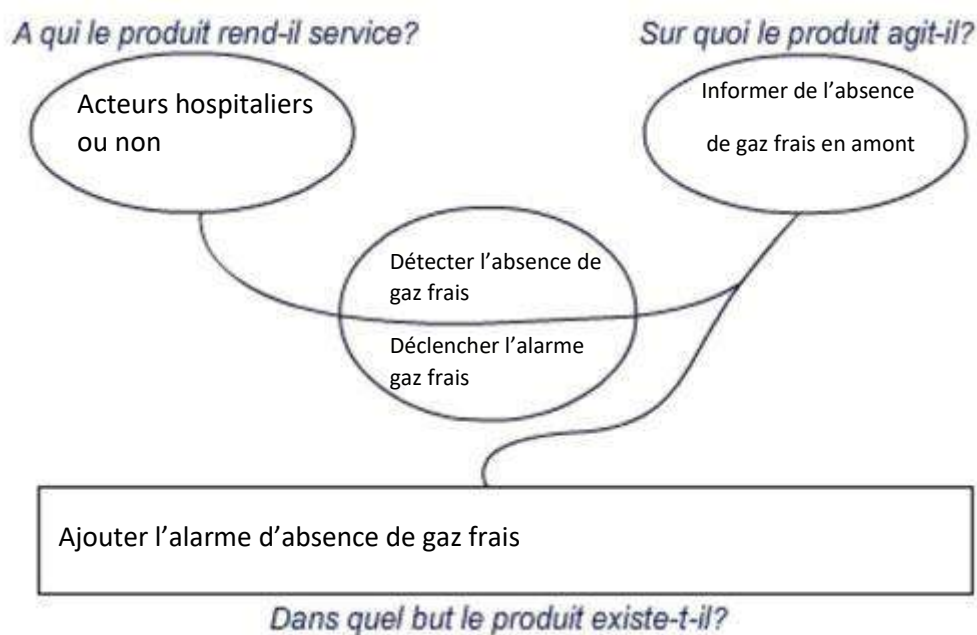 A qui le produit rend-il service?
Sur quoi le produit agit-il?
Acteurs hospitaliers
ou non
Informer de l’absence
de gaz frais en amont
Détecter l’absence de
gaz frais
Déclencher l’alarme
gaz frais
Ajouter l’alarme d’absence de gaz frais
Dans quel but le produit existe-t-il?